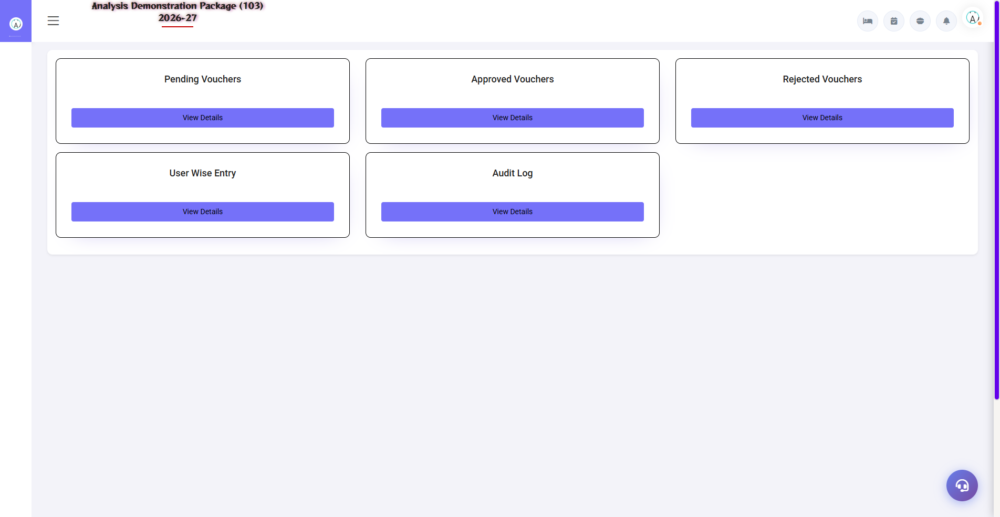 Analysis Demonstration Package (103)
2026-27
Pending Vouchers
View Details
Approved Vouchers
View Details
Rejected Vouchers
View Details
User Wise Entry
View Details
Audit Log
View Details